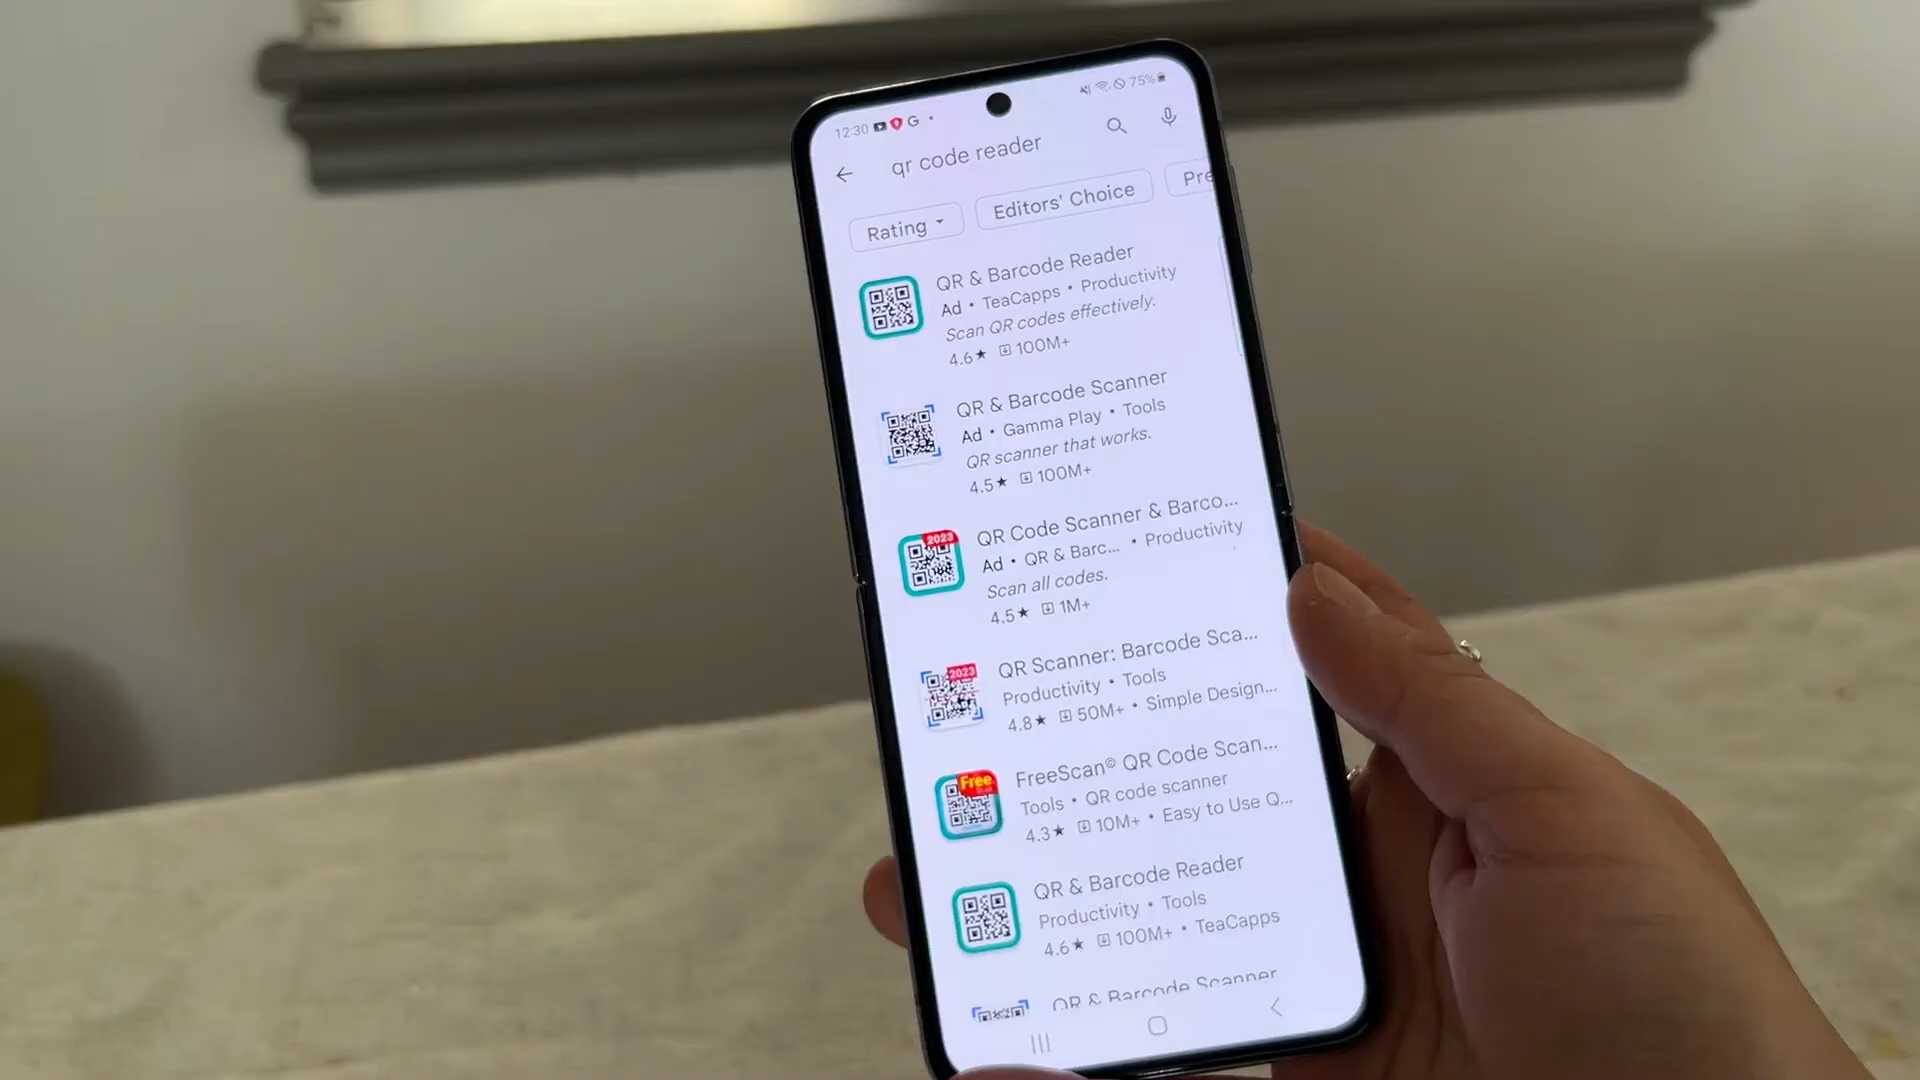 12:30 G 75%
qr code reader
Rating Editors' Choice Pre
QR & Barcode Reader
Ad • TeaCapps • Productivity
Scan QR codes effectively.
4.6★ 100M+
QR & Barcode Scanner
Ad • Gamma Play • Tools
QR scanner that works.
4.5★ 100M+
2023
QR Code Scanner & Barco...
Ad • QR & Barc... • Productivity
Scan all codes.
4.5★ 1M+
2023
QR Scanner: Barcode Sca...
Productivity • Tools
4.8★ 50M+ • Simple Design...
Free
FreeScan© QR Code Scan...
Tools • QR code scanner
4.3★ 10M+ • Easy to Use Q...
QR & Barcode Reader
Productivity • Tools
4.6★ 100M+ • TeaCapps
QR & Barcode Scanner